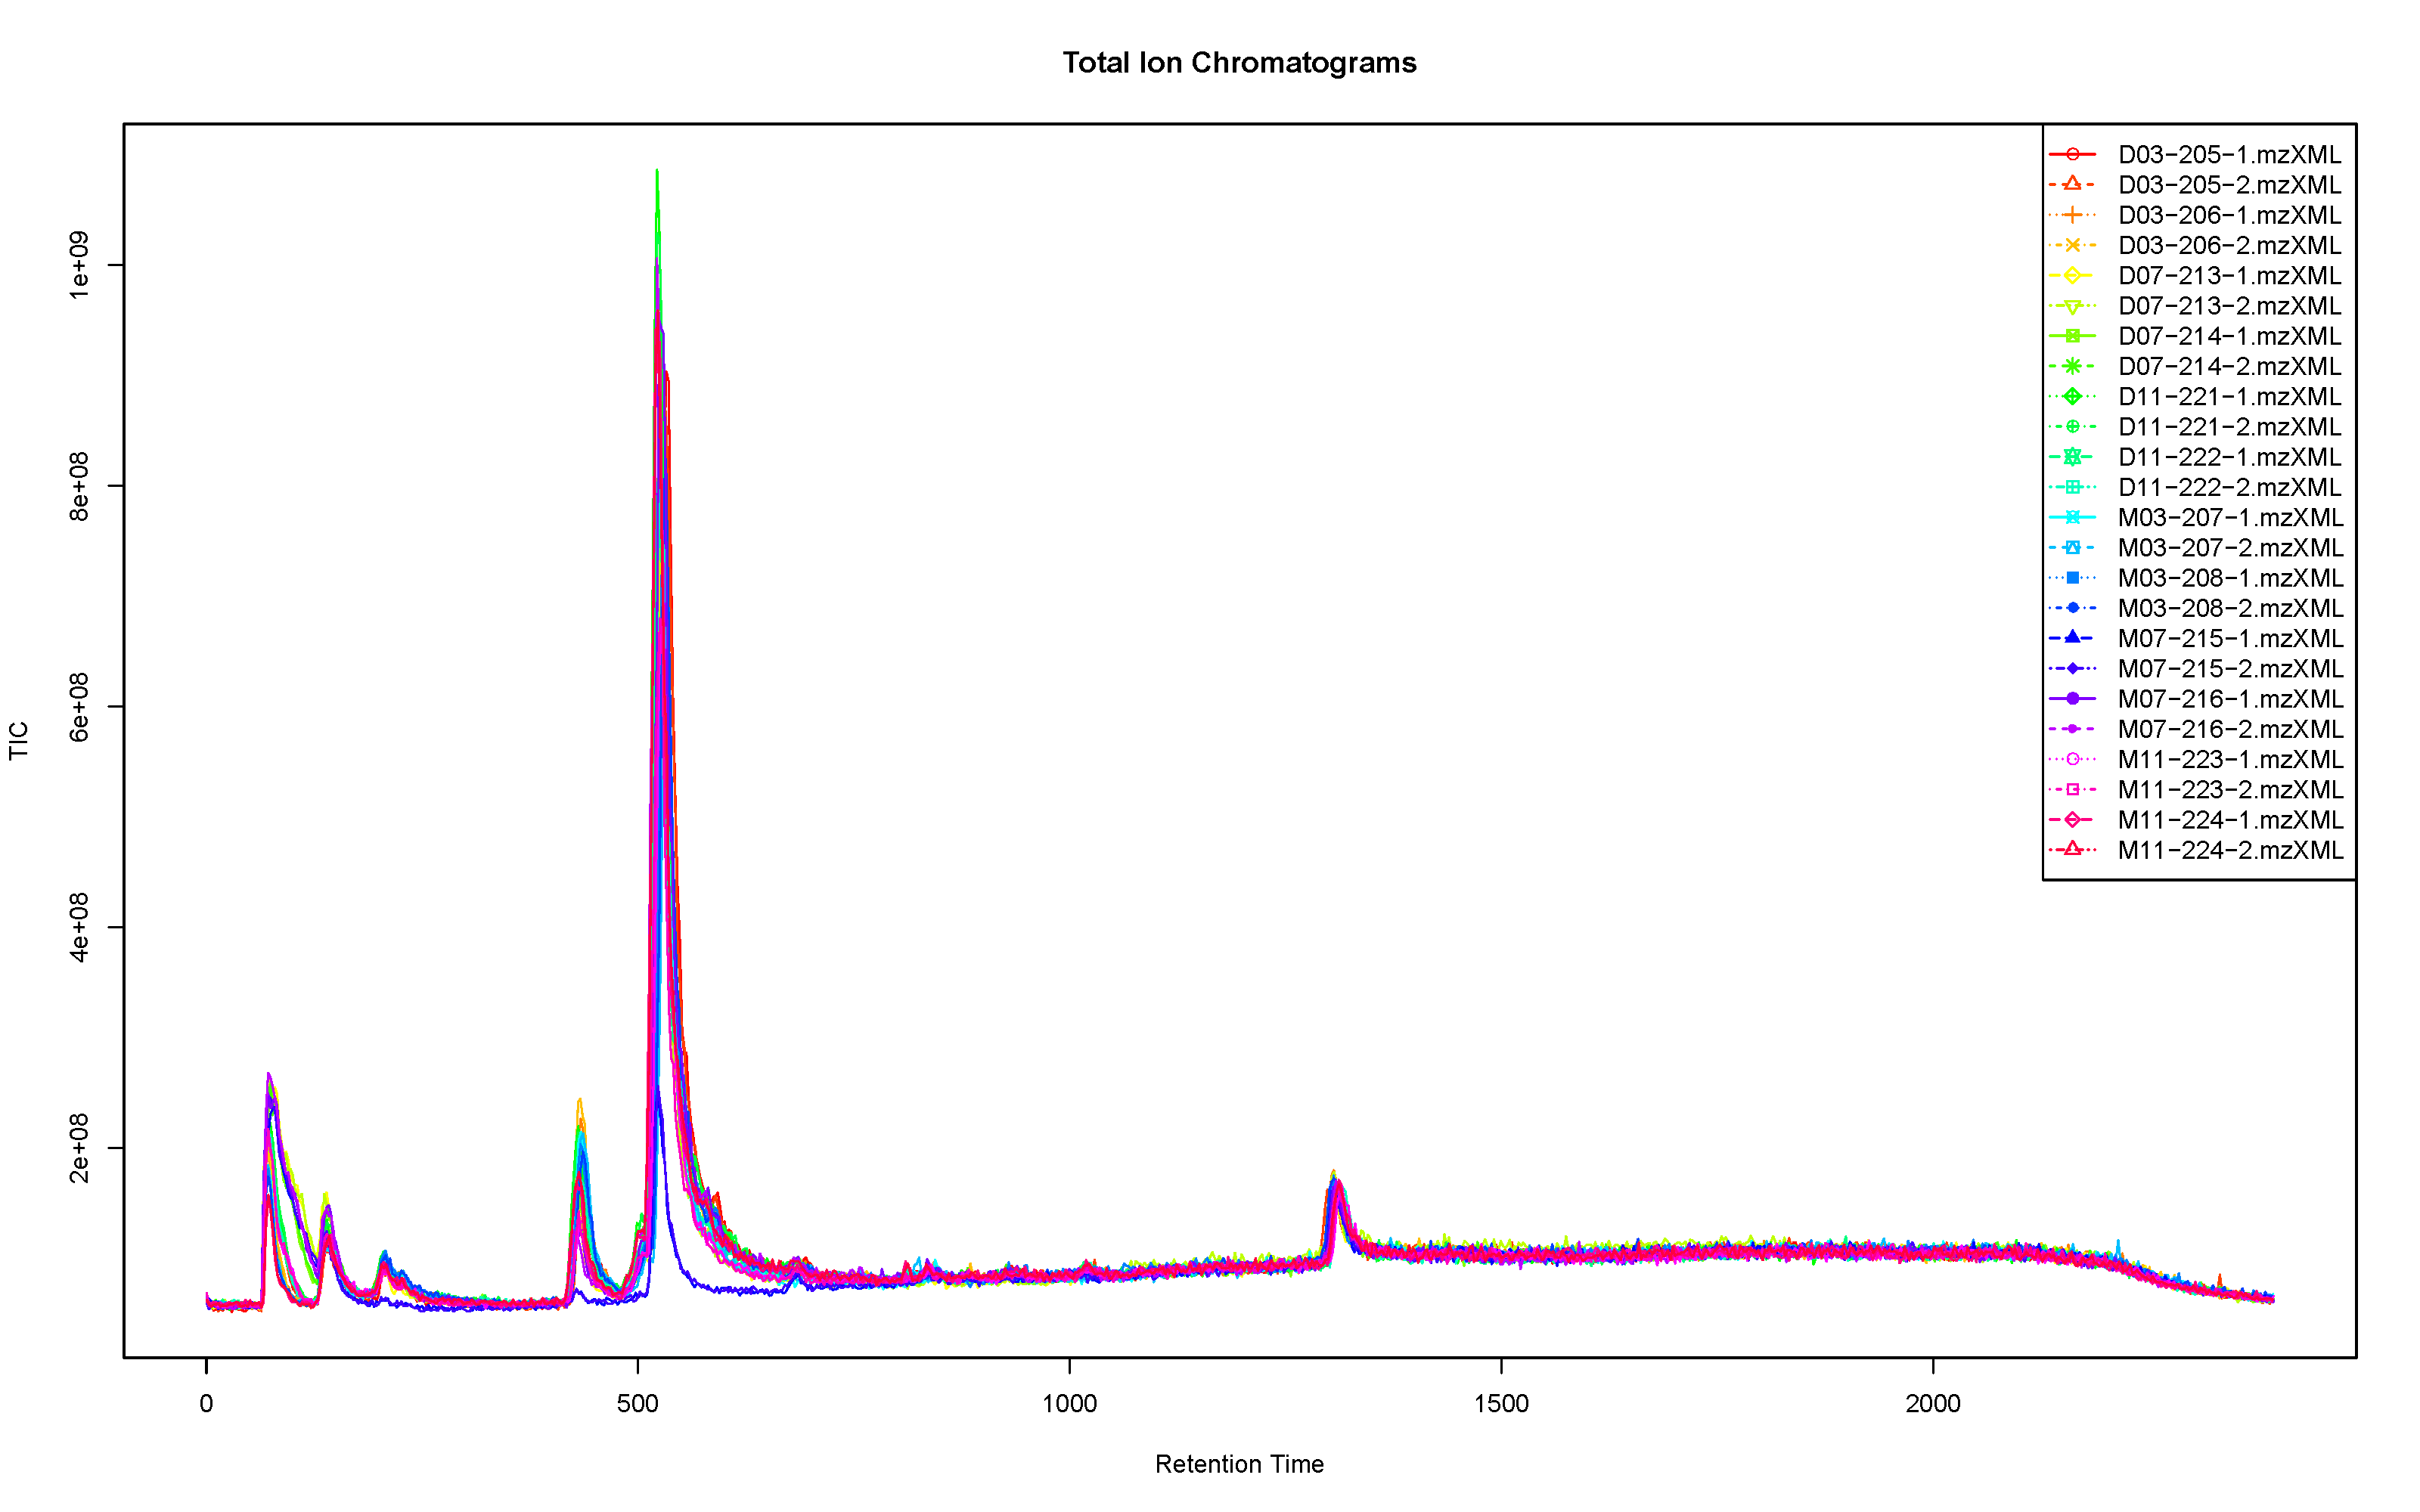 Total Ion Chromatograms
TIC
1e+09
8e+08
6e+08
4e+08
2e+08
D03-205-1.mzXML
D03-205-2.mzXML
D03-206-1.mzXML
D03-206-2.mzXML
D07-213-1.mzXML
D07-213-2.mzXML
D07-214-1.mzXML
D07-214-2.mzXML
D11-221-1.mzXML
D11-221-2.mzXML
D11-222-1.mzXML
D11-222-2.mzXML
M03-207-1.mzXML
M03-207-2.mzXML
M03-208-1.mzXML
M03-208-2.mzXML
M07-215-1.mzXML
M07-215-2.mzXML
M07-216-1.mzXML
M07-216-2.mzXML
M11-223-1.mzXML
M11-223-2.mzXML
M11-224-1.mzXML
M11-224-2.mzXML
0 500 1000 1500 2000
Retention Time